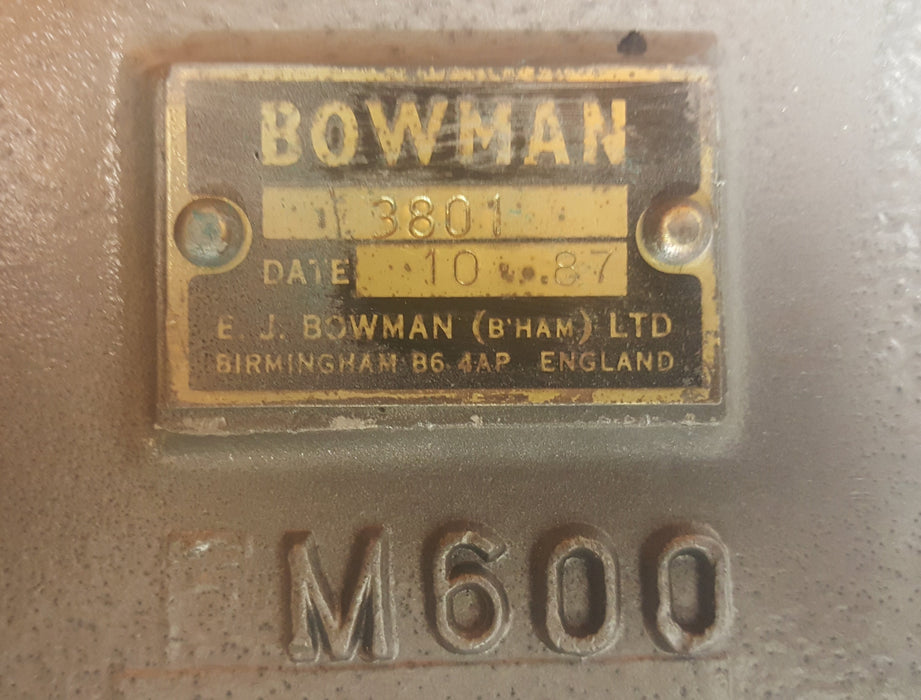 BOWMAN
3801
DATE 10 87
E. J. BOWMAN (B'HAM) LTD
BIRMINGHAM B6 4AP ENGLAND
M600